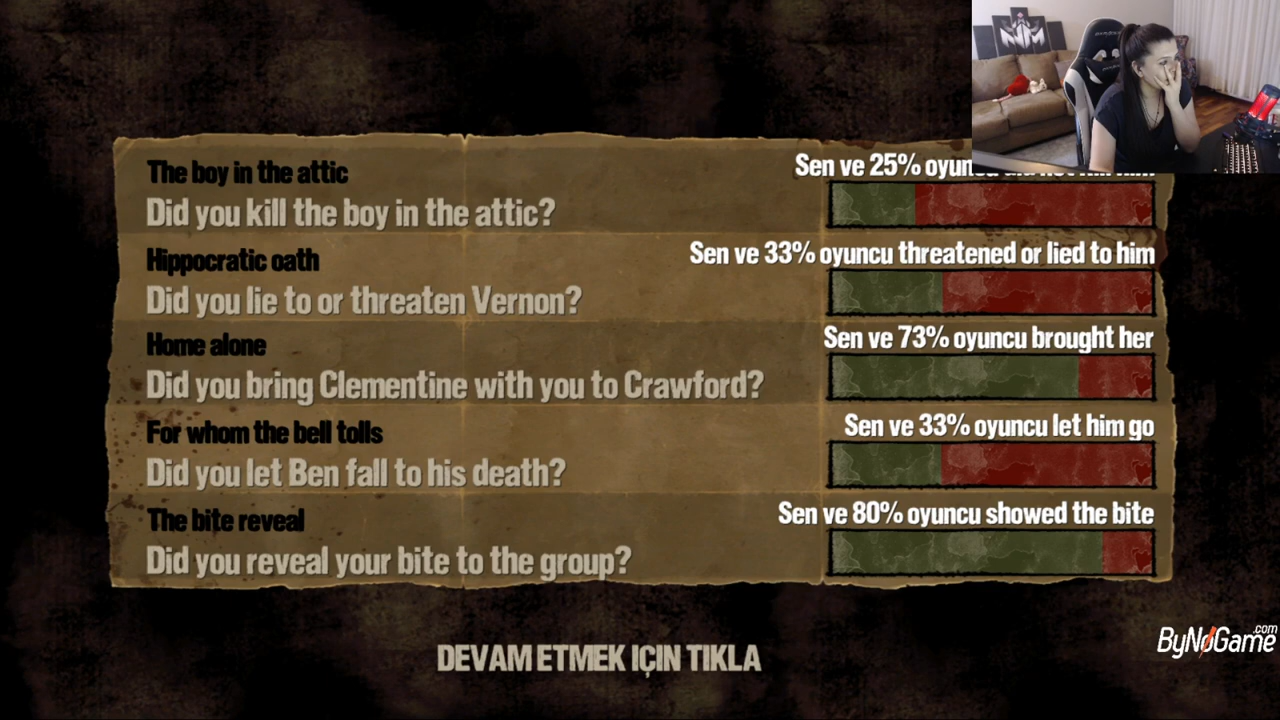 The boy in the attic
Sen ve 25%
Did you kill the boy in the attic?
Hippocratic oath
Sen ve 33% oyuncu threatened or lied to him
Did you lie to or threaten Vernon?
Home alone
Sen ve 73% oyuncu brought her
Did you bring Clementine with you to Crawford?
For whom the bell tolls
Sen ve 33% oyuncu let him go
Did you let Ben fall to his death?
The bite reveal
Sen ve 80% oyuncu showed the bite
Did you reveal your bite to the group?
DEVAM ETMEK IÇIN TIKLA
ByNoGame.com